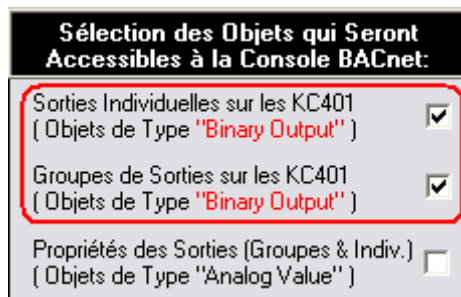 Sélection des Objets qui Seront
Accessibles à la Console BACnet:
Sorties Individuelles sur les KC401
( Objets de Type "Binary Output" )
Groupes de Sorties sur les KC401
( Objets de Type "Binary Output" )
Propriétés des Sorties (Groupes & Indiv.)
( Objets de Type "Analog Value" )